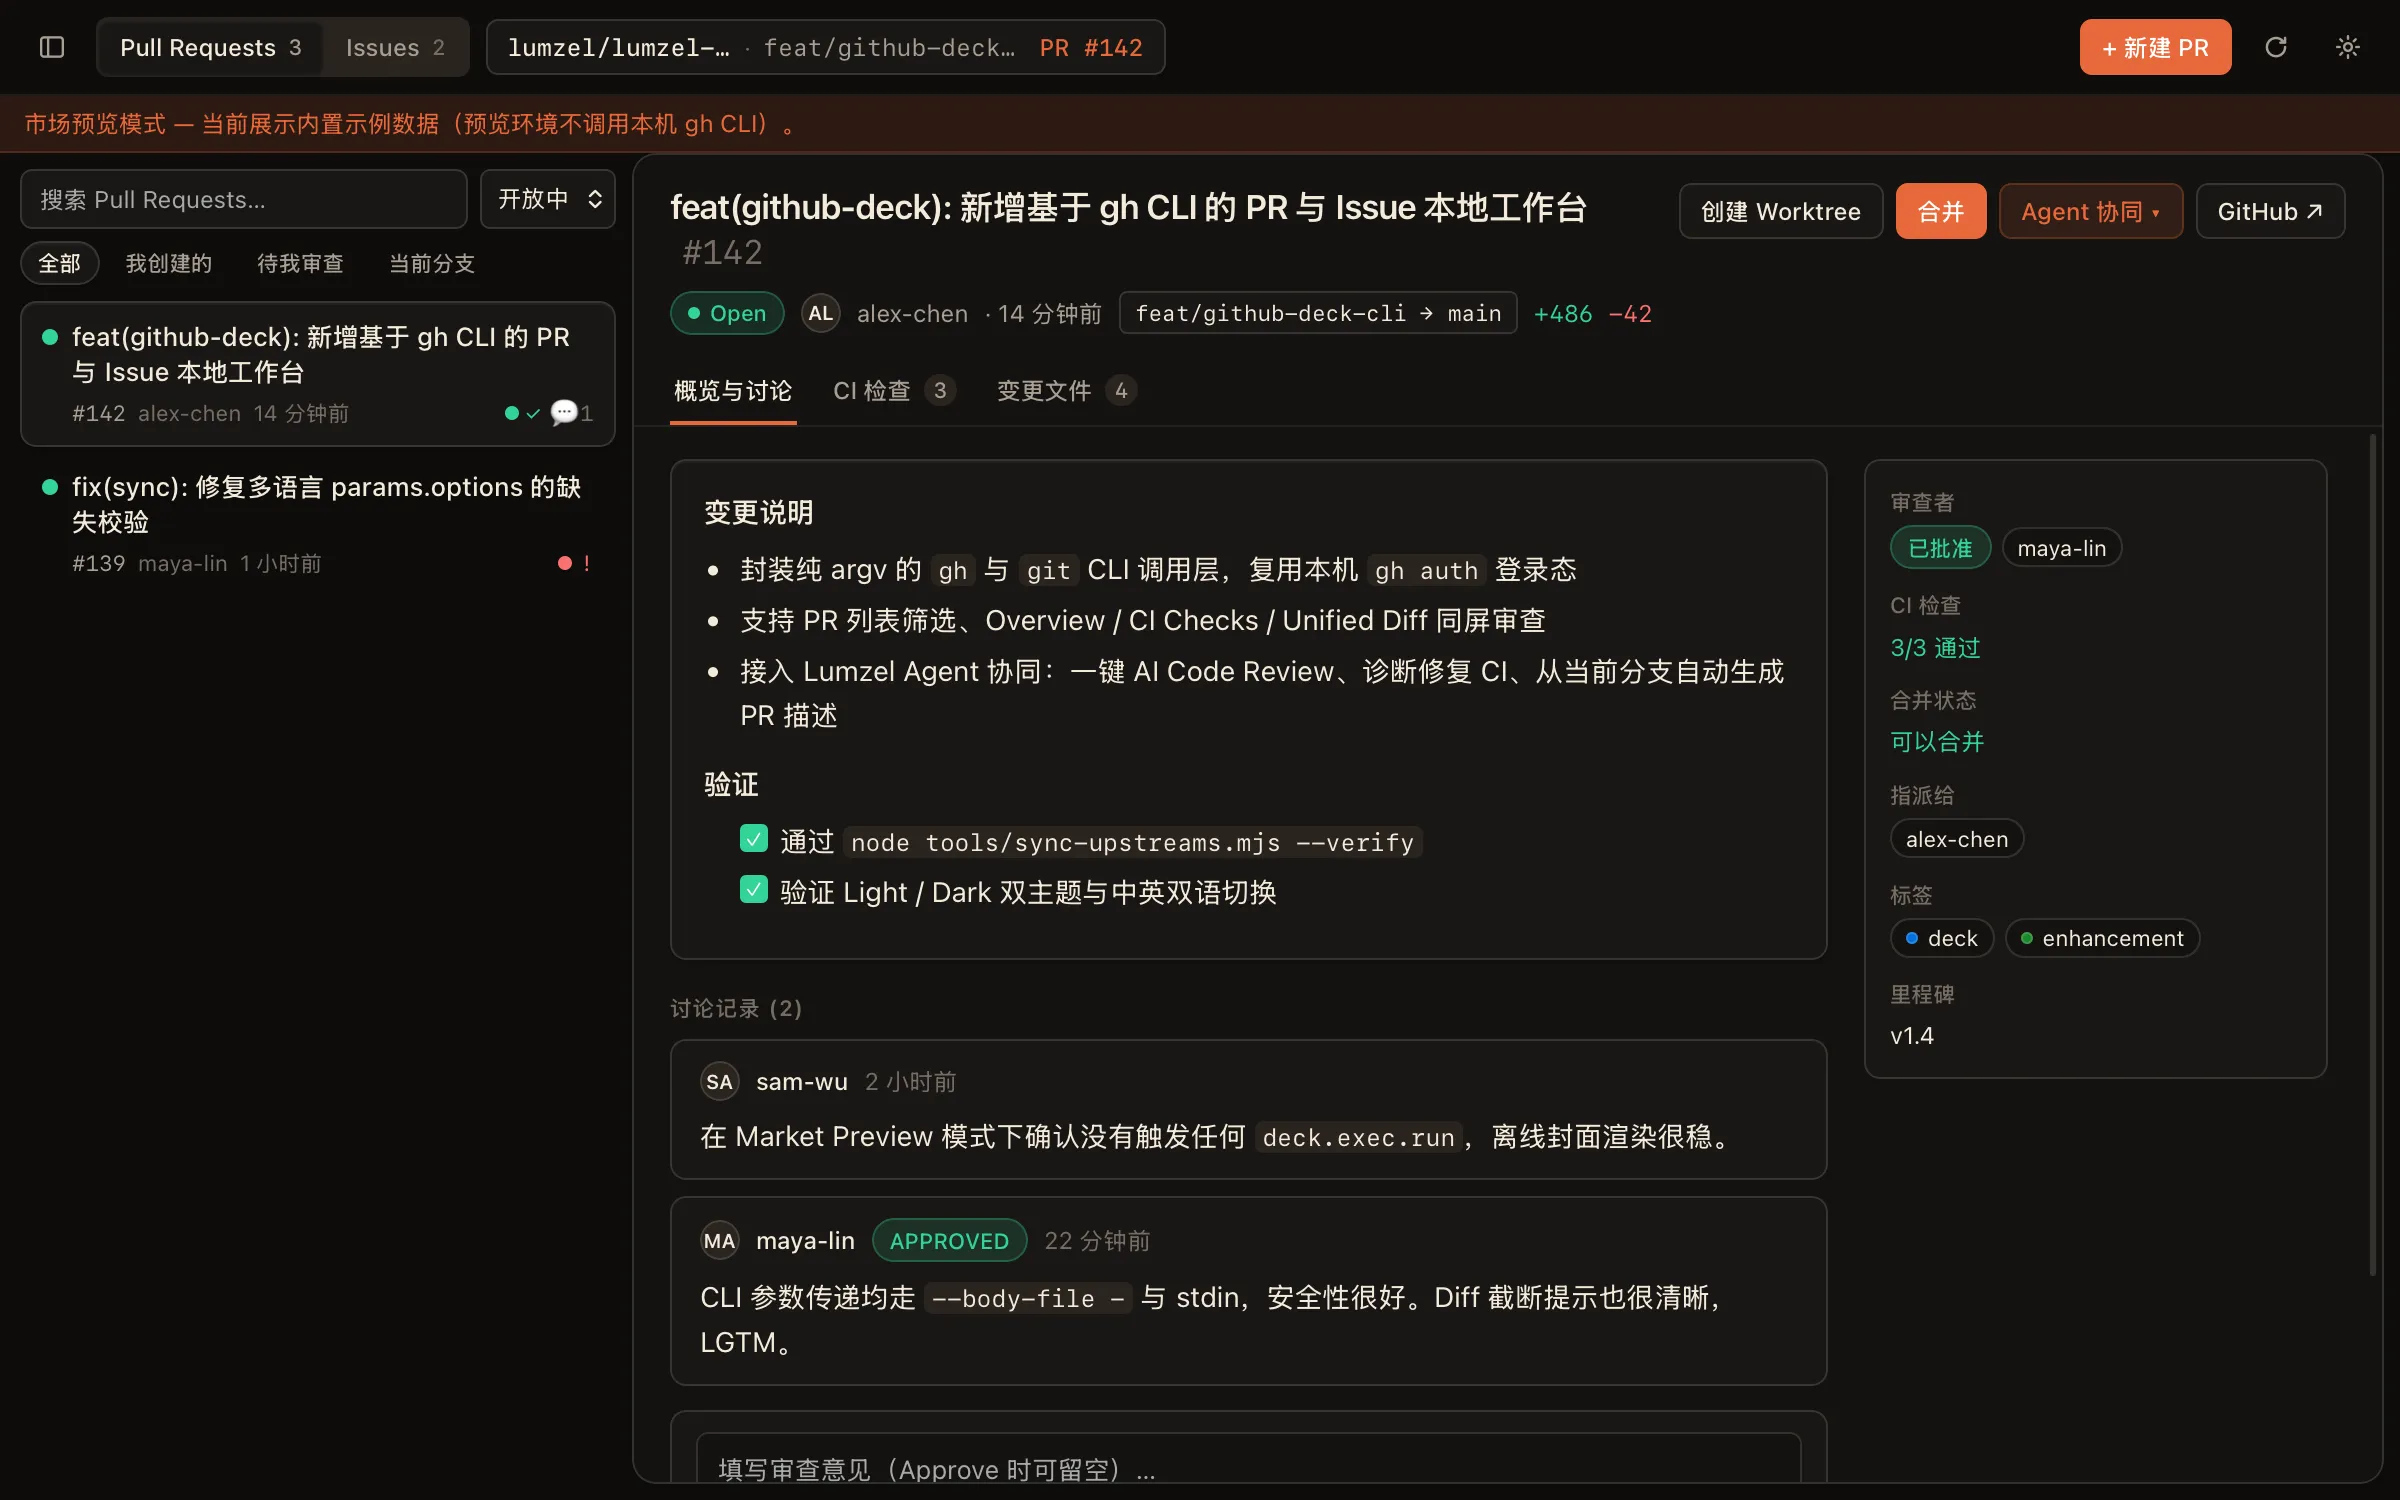 Pull Requests 3
Issues 2
lumzel/lumzel-… · feat/github-deck… PR #142
+ 新建 PR
市场预览模式 — 当前展示内置示例数据（预览环境不调用本机 gh CLI）。
搜索 Pull Requests…
开放中
全部
我创建的
待我审查
当前分支
feat(github-deck): 新增基于 gh CLI 的 PR
与 Issue 本地工作台
#142 alex-chen 14 分钟前 ✓ 💬1
fix(sync): 修复多语言 params.options 的缺
失校验
#139 maya-lin 1 小时前 !
feat(github-deck): 新增基于 gh CLI 的 PR 与 Issue 本地工作台
#142
创建 Worktree
合并
Agent 协同 ▾
GitHub ↗
Open
AL alex-chen · 14 分钟前
feat/github-deck-cli → main
+486 −42
概览与讨论
CI 检查 3
变更文件 4
变更说明
• 封装纯 argv 的 gh 与 git CLI 调用层，复用本机 gh auth 登录态
• 支持 PR 列表筛选、Overview / CI Checks / Unified Diff 同屏审查
• 接入 Lumzel Agent 协同：一键 AI Code Review、诊断修复 CI、从当前分支自动生成
PR 描述
验证
通过 node tools/sync-upstreams.mjs --verify
验证 Light / Dark 双主题与中英双语切换
讨论记录 (2)
SA sam-wu 2 小时前
在 Market Preview 模式下确认没有触发任何 deck.exec.run，离线封面渲染很稳。
MA maya-lin APPROVED 22 分钟前
CLI 参数传递均走 --body-file - 与 stdin，安全性很好。Diff 截断提示也很清晰，
LGTM。
填写审查意见（Approve 时可留空）…
审查者
已批准 maya-lin
CI 检查
3/3 通过
合并状态
可以合并
指派给
alex-chen
标签
deck enhancement
里程碑
v1.4